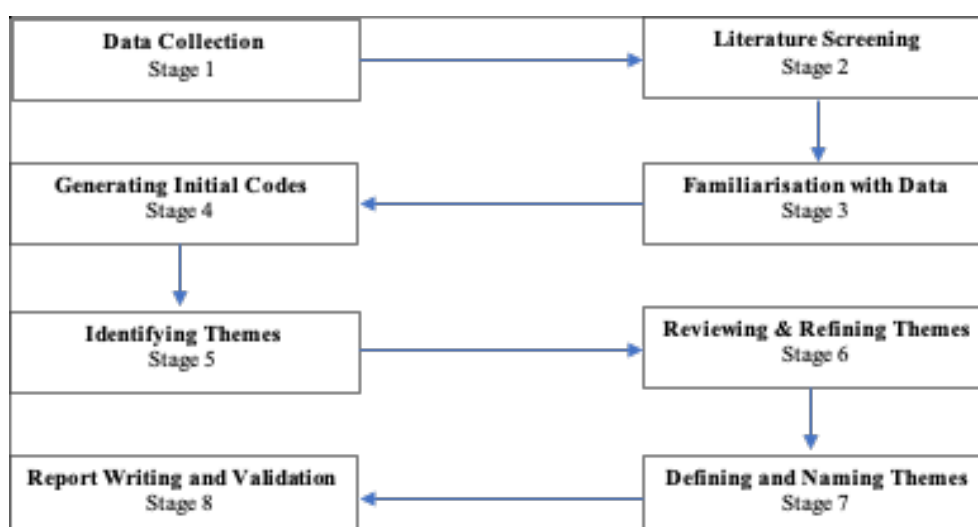 Data Collection
Stage 1
Literature Screening
Stage 2
Familiarisation with Data
Stage 3
Generating Initial Codes
Stage 4
Identifying Themes
Stage 5
Reviewing & Refining Themes
Stage 6
Defining and Naming Themes
Stage 7
Report Writing and Validation
Stage 8